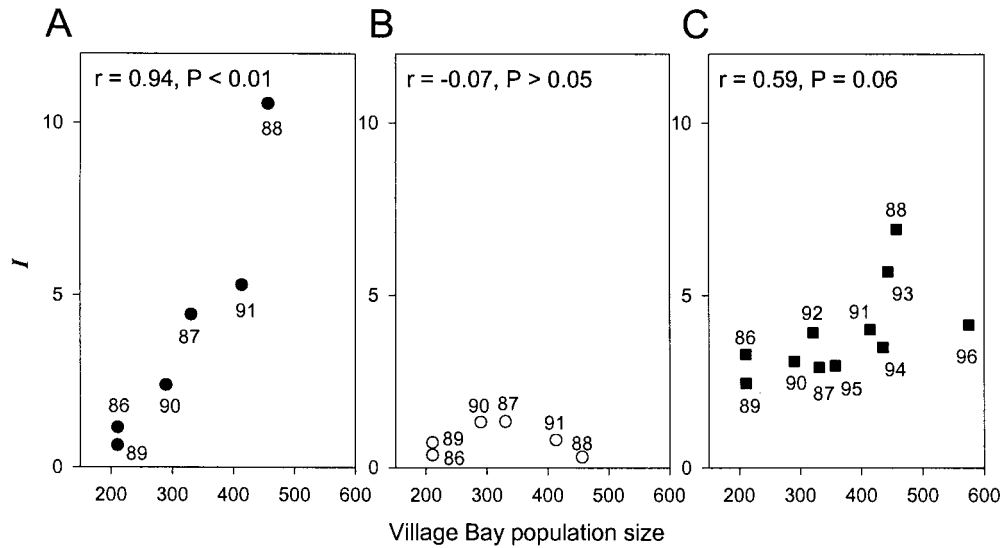 A
B
C
r = 0.94, P < 0.01
r = -0.07, P > 0.05
r = 0.59, P = 0.06
I
10
5
0
88
91
87
90
86
89
200 300 400 500 600
10
5
0
90
87
91
88
89
86
200 300 400 500 600
10
5
0
88
93
92
91
86
96
94
90
87
95
89
200 300 400 500 600
Village Bay population size